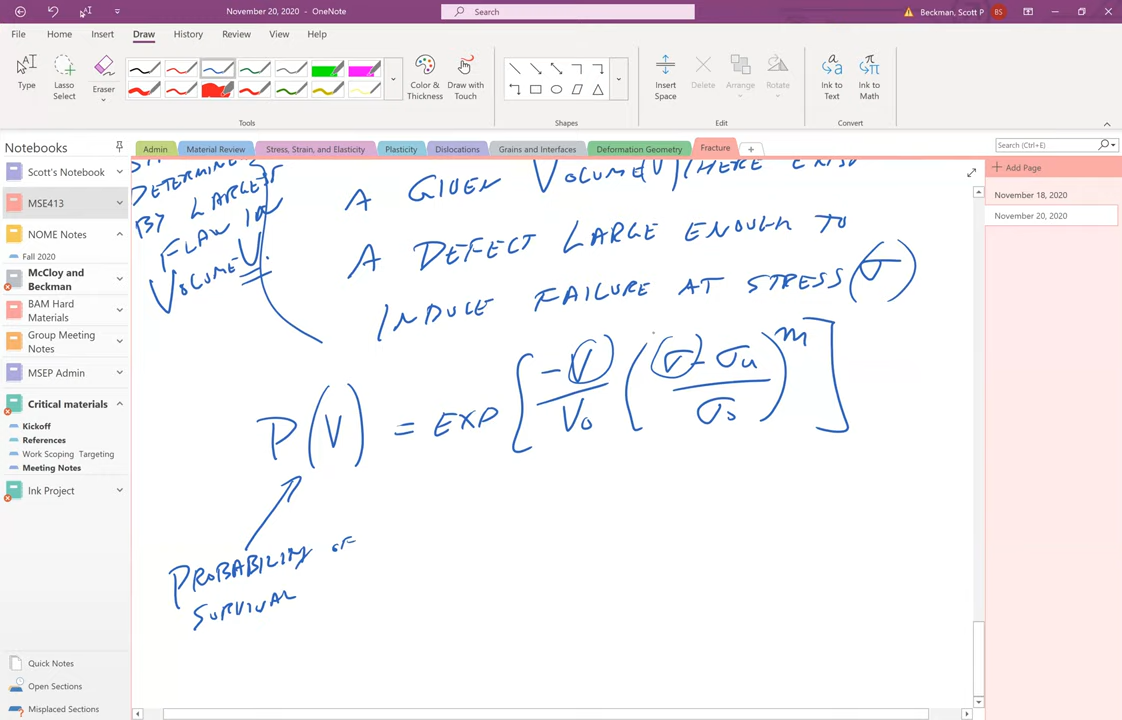 November 20, 2020 - OneNote
Search
Beckman, Scott P
BS
File Home Insert Draw History Review View Help
Type
Lasso Select
Eraser
Color & Thickness
Draw with Touch
Insert Space
Delete
Arrange
Rotate
Ink to Text
Ink to Math
Tools
Shapes
Edit
Convert
Notebooks
Admin Material Review Stress, Strain, and Elasticity Plasticity Dislocations Grains and Interfaces Deformation Geometry Fracture +
Search (Ctrl+E)
Scott's Notebook
MSE413
NOME Notes
Fall 2020
McCloy and Beckman
BAM Hard Materials
Group Meeting Notes
MSEP Admin
Critical materials
Kickoff
References
Work Scoping Targeting
Meeting Notes
Ink Project
Quick Notes
Open Sections
Misplaced Sections
Add Page
November 18, 2020
November 20, 2020
DETERMINED
BY LARGEST
FLAW IN
VOLUME V.
A GIVEN VOLUME (V) THERE EXIST
A DEFECT LARGE ENOUGH TO
INDUCE FAILURE AT STRESS (σ)
P(V) = EXP [ -V/V₀ ( (σ - σu)/σ₀ )^m ]
PROBABILITY OF
SURVIVAL